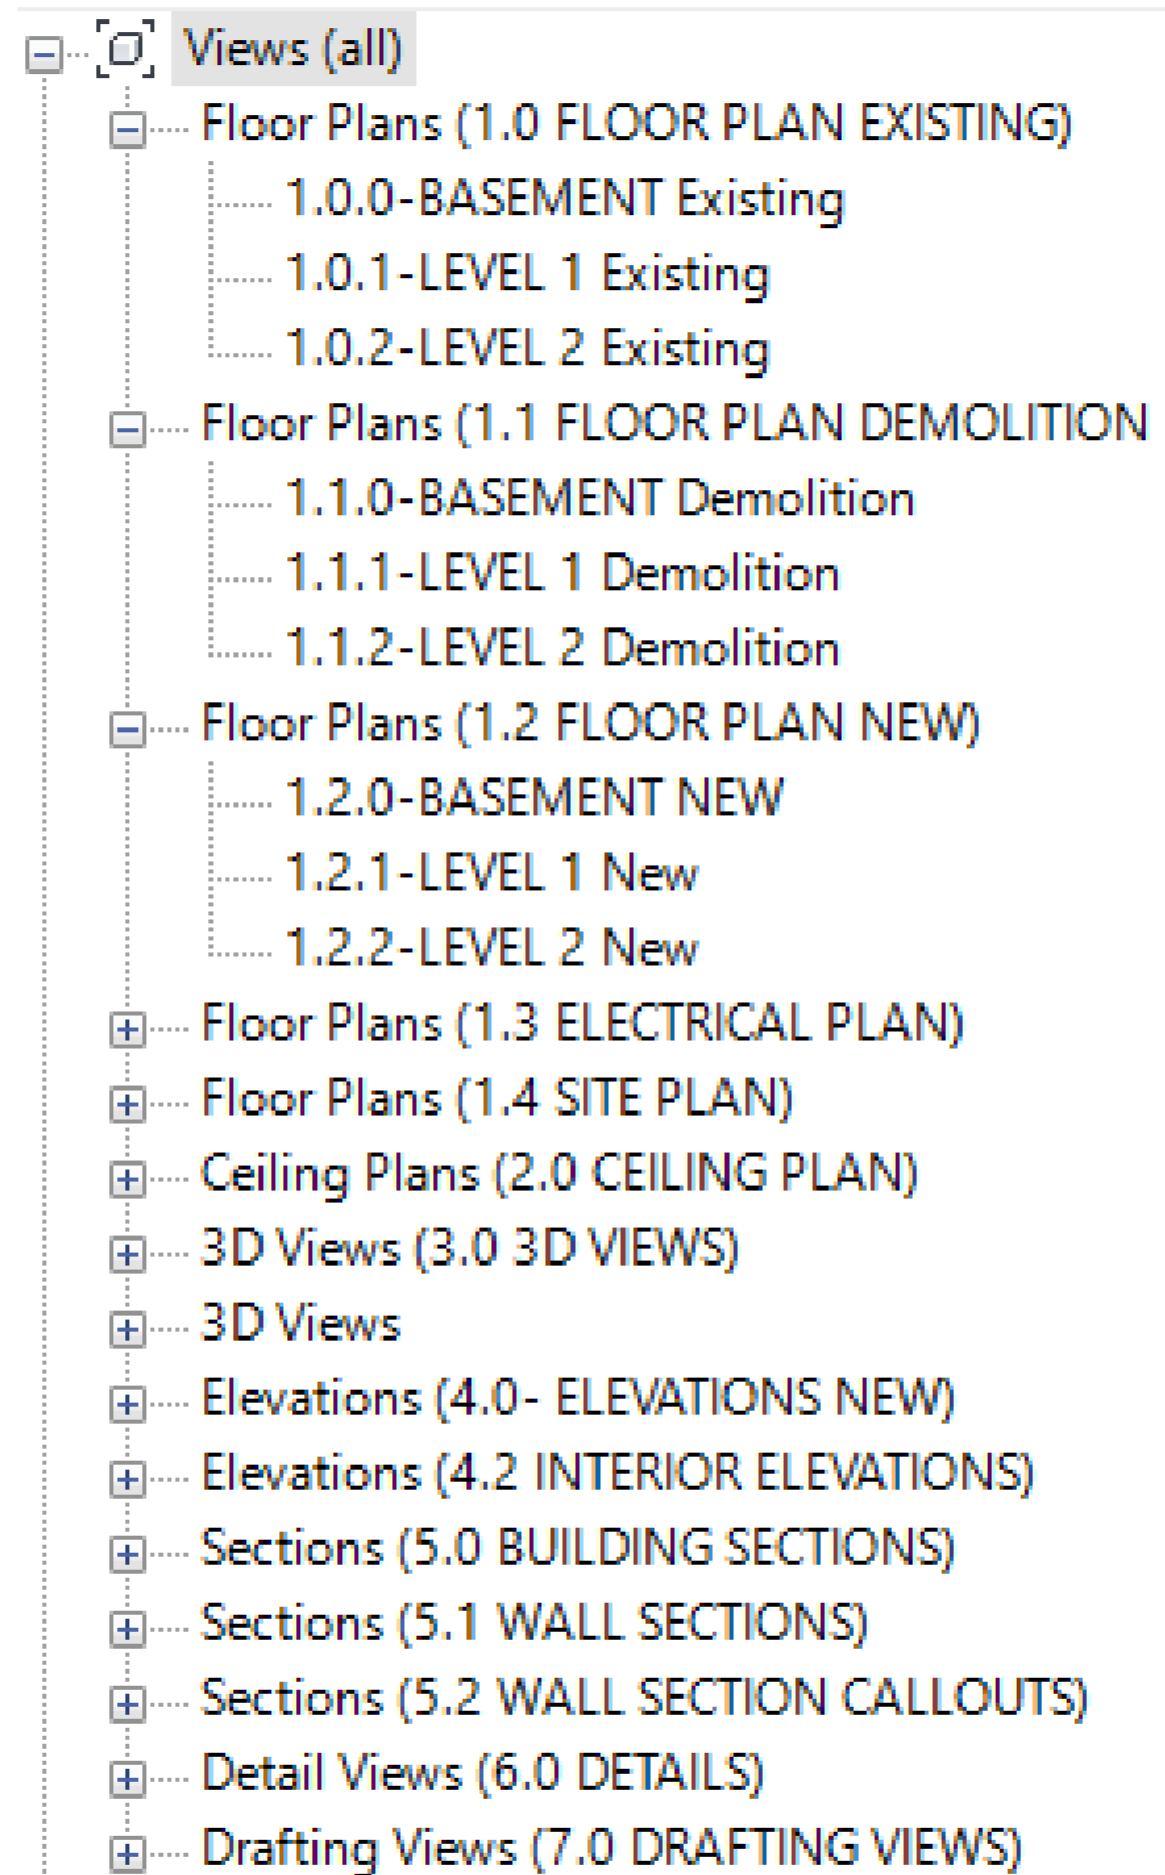 Views (all)
Floor Plans (1.0 FLOOR PLAN EXISTING)
1.0.0-BASEMENT Existing
1.0.1-LEVEL 1 Existing
1.0.2-LEVEL 2 Existing
Floor Plans (1.1 FLOOR PLAN DEMOLITION
1.1.0-BASEMENT Demolition
1.1.1-LEVEL 1 Demolition
1.1.2-LEVEL 2 Demolition
Floor Plans (1.2 FLOOR PLAN NEW)
1.2.0-BASEMENT NEW
1.2.1-LEVEL 1 New
1.2.2-LEVEL 2 New
Floor Plans (1.3 ELECTRICAL PLAN)
Floor Plans (1.4 SITE PLAN)
Ceiling Plans (2.0 CEILING PLAN)
3D Views (3.0 3D VIEWS)
3D Views
Elevations (4.0- ELEVATIONS NEW)
Elevations (4.2 INTERIOR ELEVATIONS)
Sections (5.0 BUILDING SECTIONS)
Sections (5.1 WALL SECTIONS)
Sections (5.2 WALL SECTION CALLOUTS)
Detail Views (6.0 DETAILS)
Drafting Views (7.0 DRAFTING VIEWS)